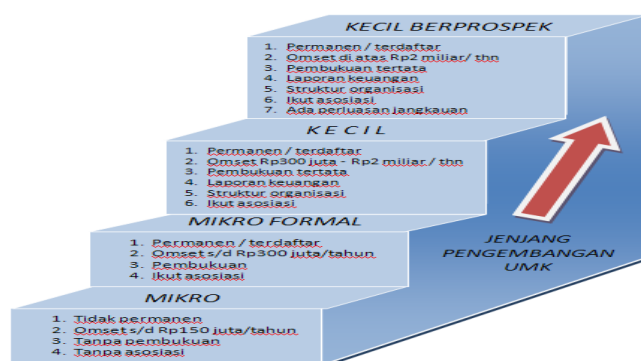 KECIL BERPROSPEK
1. Permanen / terdaftar
2. Omset di atas Rp2 miliar/ thn
3. Pembukuan tertata
4. Laporan keuangan
5. Struktur organisasi
6. Ikut asosiasi
7. Ada perluasan jangkauan
K E C I L
1. Permanen / terdaftar
2. Omset Rp300 juta - Rp2 miliar / thn
3. Pembukuan tertata
4. Laporan keuangan
5. Struktur organisasi
6. Ikut asosiasi
MIKRO FORMAL
1. Permanen / terdaftar
2. Omset s/d Rp300 juta/tahun
3. Pembukuan
4. Ikut asosiasi
MIKRO
1. Tidak permanen
2. Omset s/d Rp150 juta/tahun
3. Tanpa pembukuan
4. Tanpa asosiasi
JENJANG
PENGEMBANGAN
UMK